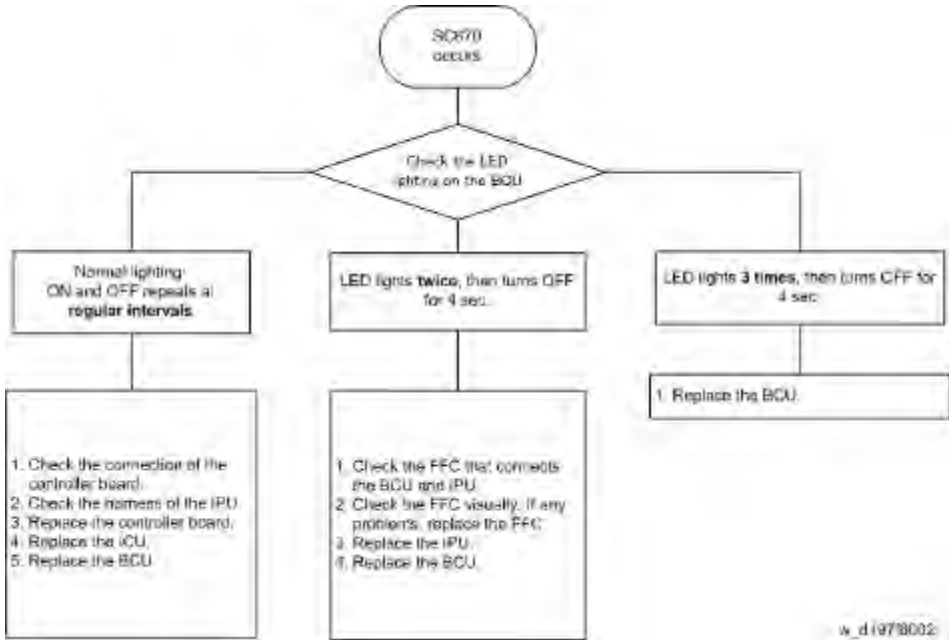 SC670
occurs
Check the LED
lighting on the BCU
Normal lighting
ON and OFF repeals at
regular intervals
LED lights twice, then turns OFF
for 4 sec.
LED lights 3 times, then turns OFF for
4 sec
1. Check the connection of the
controller board.
2. Check the harness of the IPU.
3. Replace the controller board.
4. Replace the ICU.
5. Replace the BCU.
1. Check the FFC that connects
the BCU and IPU.
2. Check the FFC visually. If any
problems, replace the FFC
3. Replace the IPU.
4. Replace the BCU.
1. Replace the BCU.